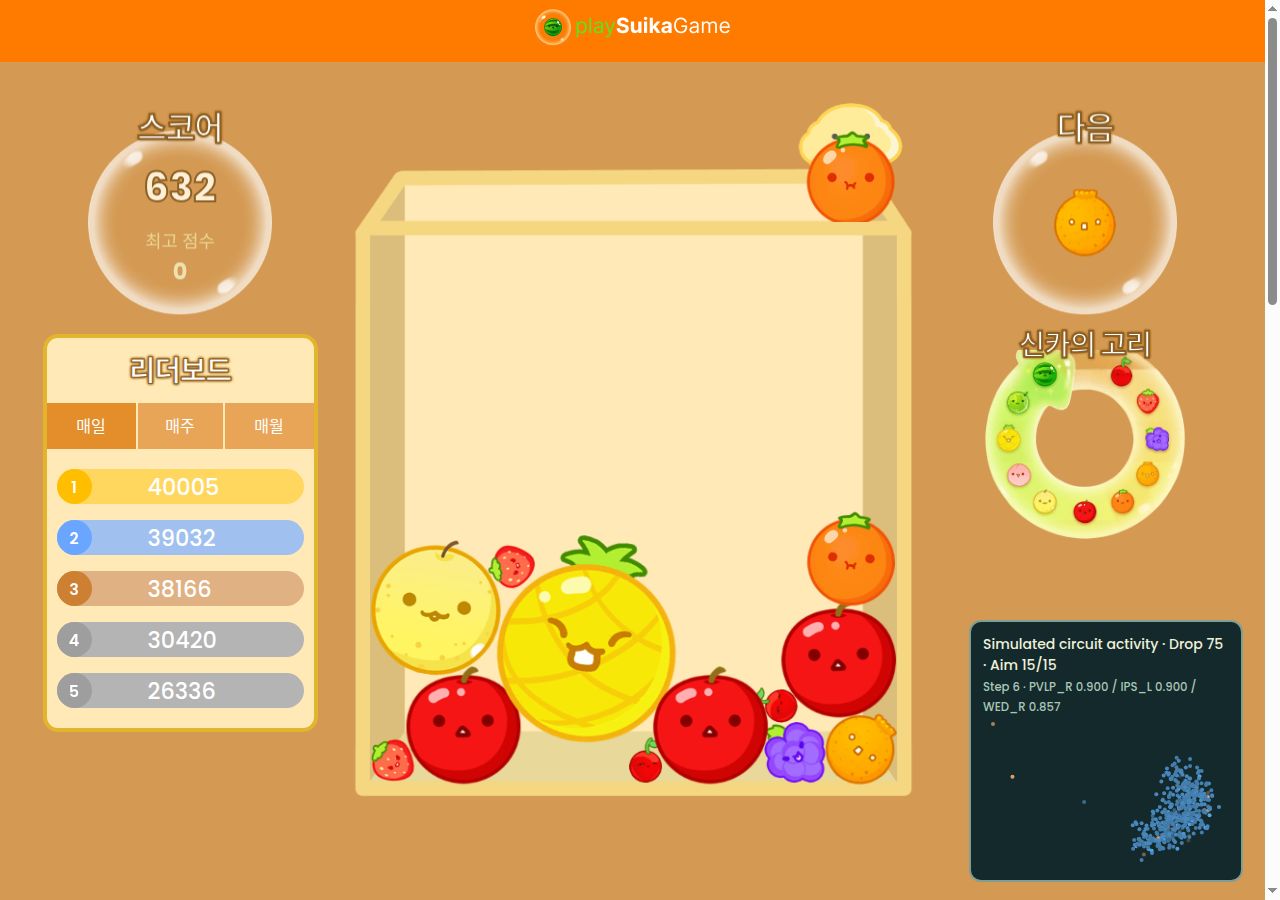 playSuikaGame
스코어
632
최고 점수
0
다음
신카의 고리
리더보드
매일 매주 매월
1 40005
2 39032
3 38166
4 30420
5 26336
Simulated circuit activity · Drop 75
· Aim 15/15
Step 6 · PVLP_R 0.900 / IPS_L 0.900 /
WED_R 0.857